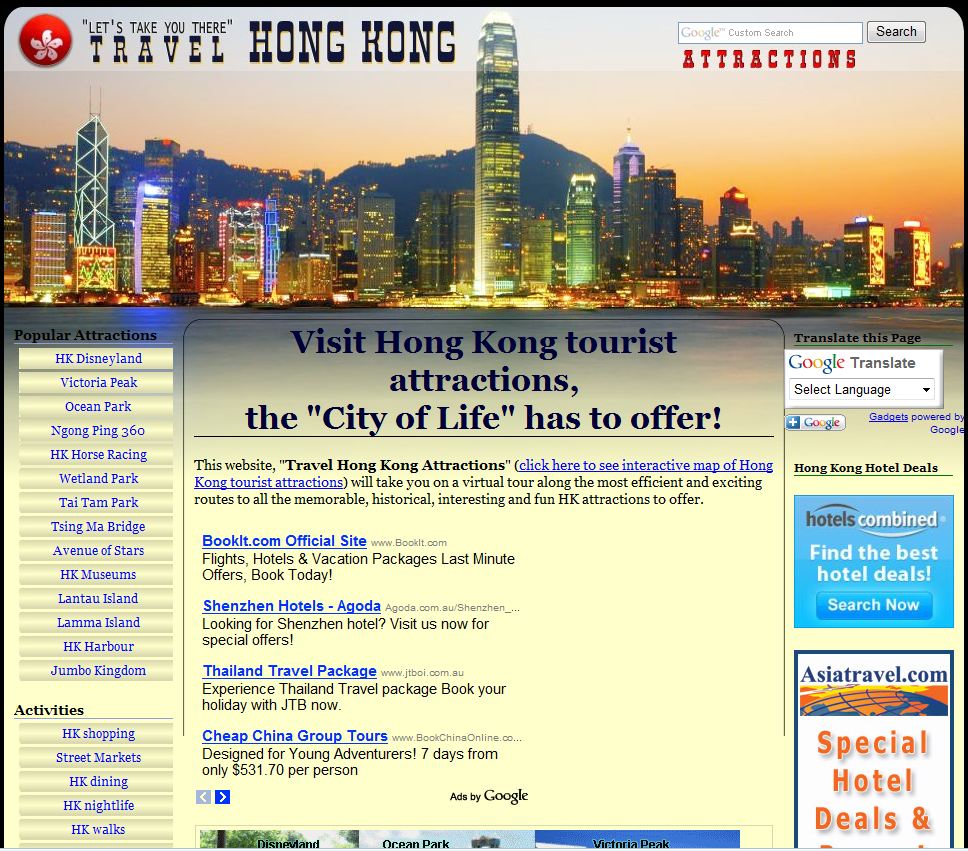 "LET'S TAKE YOU THERE"
TRAVEL HONG KONG
Google™ Custom Search
Search
ATTRACTIONS
Popular Attractions
HK Disneyland
Victoria Peak
Ocean Park
Ngong Ping 360
HK Horse Racing
Wetland Park
Tai Tam Park
Tsing Ma Bridge
Avenue of Stars
HK Museums
Lantau Island
Lamma Island
HK Harbour
Jumbo Kingdom
Activities
HK shopping
Street Markets
HK dining
HK nightlife
HK walks
Visit Hong Kong tourist
attractions,
the "City of Life" has to offer!
This website, "Travel Hong Kong Attractions" (click here to see interactive map of Hong
Kong tourist attractions) will take you on a virtual tour along the most efficient and exciting
routes to all the memorable, historical, interesting and fun HK attractions to offer.
BookIt.com Official Site www.BookIt.com
Flights, Hotels & Vacation Packages Last Minute
Offers, Book Today!
Shenzhen Hotels - Agoda Agoda.com.au/Shenzhen_...
Looking for Shenzhen hotel? Visit us now for
special offers!
Thailand Travel Package www.jtboi.com.au
Experience Thailand Travel package Book your
holiday with JTB now.
Cheap China Group Tours www.BookChinaOnline.co...
Designed for Young Adventurers! 7 days from
only $531.70 per person
Ads by Google
Disneyland
Ocean Park
Victoria Peak
Translate this Page
Google Translate
Select Language
Google
Gadgets powered by
Google
Hong Kong Hotel Deals
hotels combined
Find the best
hotel deals!
Search Now
Asiatravel.com
Special
Hotel
Deals &